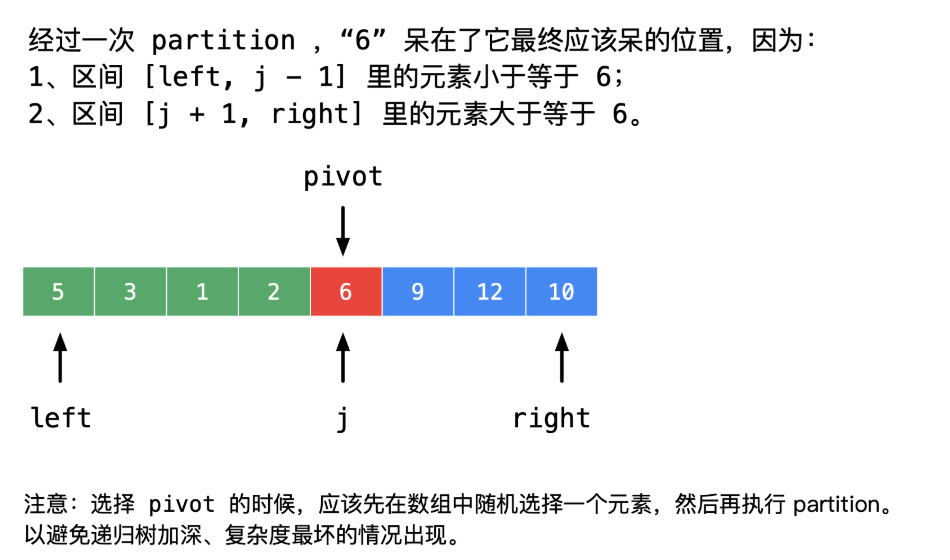 经过一次 partition ，“6” 呆在了它最终应该呆的位置，因为：
1、区间 [left, j - 1] 里的元素小于等于 6；
2、区间 [j + 1, right] 里的元素大于等于 6。
pivot
5 3 1 2 6 9 12 10
left j right
注意：选择 pivot 的时候，应该先在数组中随机选择一个元素，然后再执行 partition。
以避免递归树加深、复杂度最坏的情况出现。